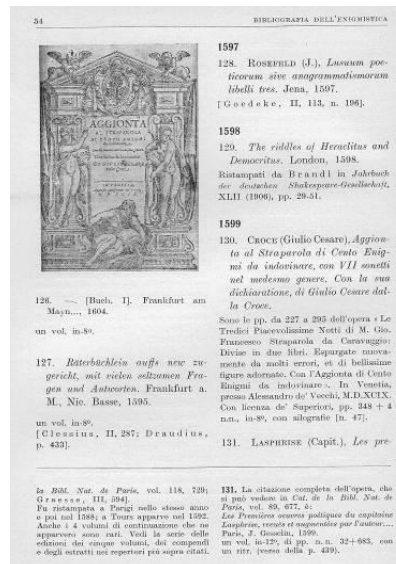 54
BIBLIOGRAFIA DELL'ENIGMISTICA
AGGIONTA
126. —. [Buch. I]. Frankfurt am
Mayn..., 1604.
un vol. in-8º.
127. Räterbüchlein auffs new zu-
gericht, mit vielen seltzamen Fra-
gen und Antworten. Frankfurt a.
M., Nic. Basse, 1595.
un vol. in-8º.
[Clessius, II, 287; Draudius,
p. 433].
1597
128. ROSEFELD (J.), Lusuum poe-
ticorum sive anagrammatismorum
libelli tres. Jena, 1597.
[Goedeke, II, 113, n. 196].
1598
129. The riddles of Heraclitus and
Democritus. London, 1598.
Ristampati da Brandl in Jahrbuch
der deutschen Shakespeare-Gesellschaft,
XLII (1906), pp. 29-51.
1599
130. CROCE (Giulio Cesare), Aggion-
ta al Straparola di Cento Enig-
mi da indovinare, con VII sonetti
nel medesmo genere. Con la sua
dichiaratione, di Giulio Cesare dal-
la Croce.
Sono le pp. da 227 a 295 dell'opera « Le
Tredici Piacevolissime Notti di M. Gio.
Francesco Straparola da Caravaggio:
Divise in due libri. Espurgate nuova-
mente da molti errori, et di bellissime
figure adornate. Con l'Aggionta di Cento
Enigmi da indovinare ». In Venetia,
presso Alessandro de' Vecchi, M.D.XCIX.
Con licenza de' Superiori, pp. 348 + 4
n.n., in-8º, con silografie [n. 47].
131. LASPHRISE (Capit.), Les pre-
la Bibl. Nat. de Paris, vol. 118, 729;
Graesse, III, 594].
Fu ristampata a Parigi nello stesso anno
e poi nel 1588; a Tours apparve nel 1592.
Anche i 4 volumi di continuazione che ne
apparvero sono rari. Vedi la serie delle
edizioni dei cinque volumi, dei compendi
e degli estratti nei repertori più sopra citati.
131. La citazione completa dell'opera, che
si può vedere in Cat. de la Bibl. Nat. de
Paris, vol. 89, 677, è:
Les Premières oeuvres poétiques du capitaine
Lasphrise, reveües et augmentées par l'auteur....
Paris, J. Gesselin, 1599.
un vol. in-12º, di pp. n. n. 32+683, con
un ritr. (verso della p. 439).